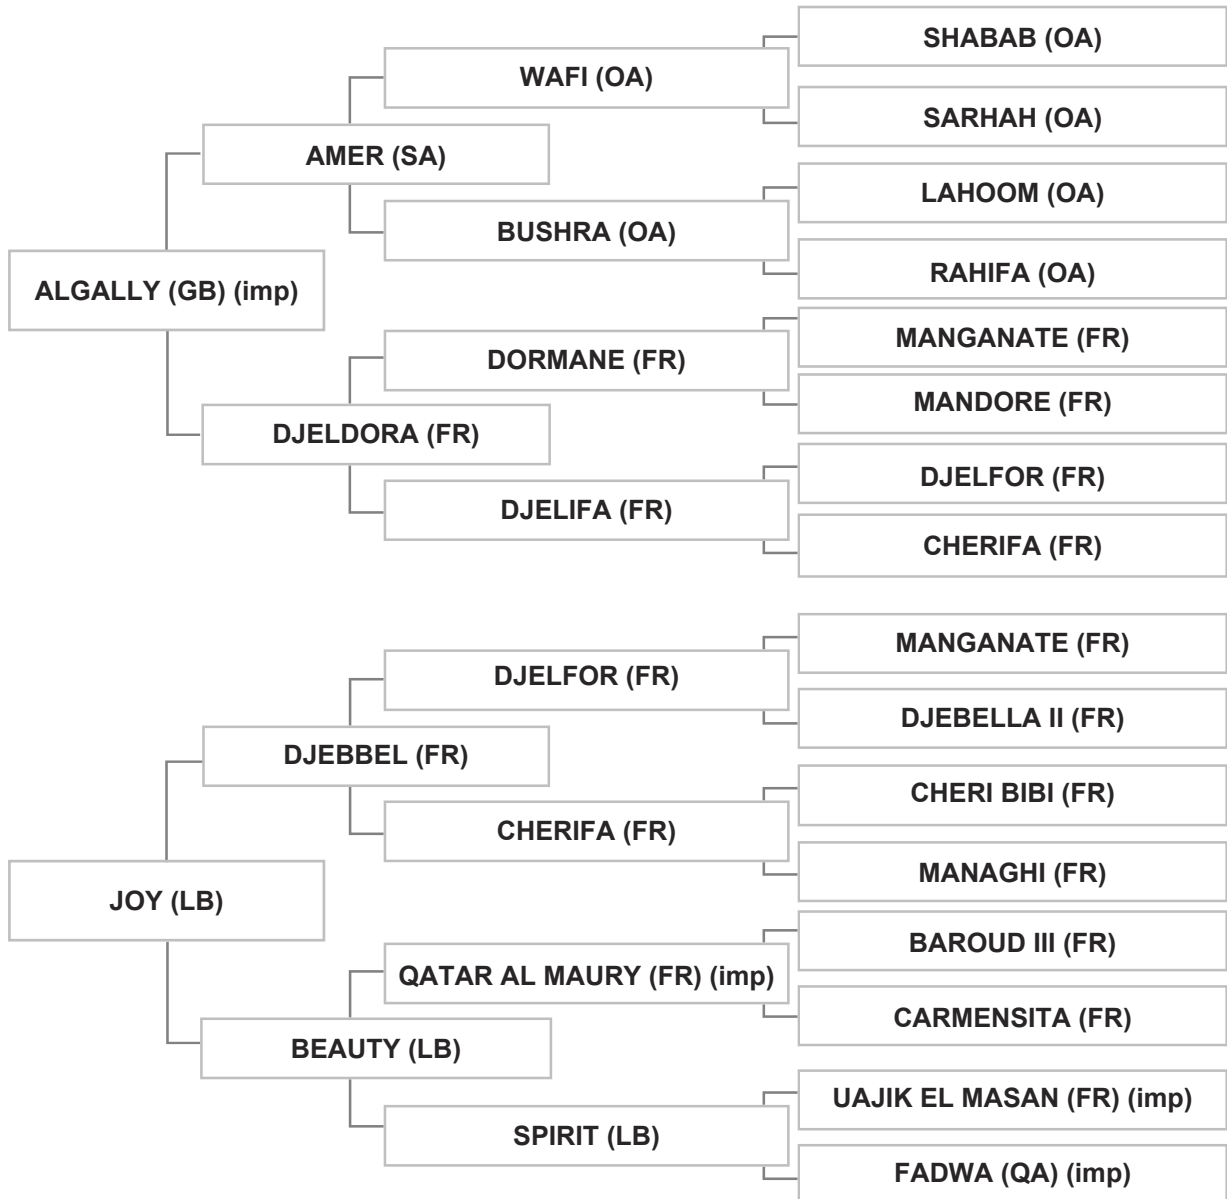 SHABAB (OA)
WAFI (OA)
SARHAH (OA)
AMER (SA)
LAHOOM (OA)
BUSHRA (OA)
RAHIFA (OA)
ALGALLY (GB) (imp)
MANGANATE (FR)
DORMANE (FR)
MANDORE (FR)
DJELDORA (FR)
DJELFOR (FR)
DJELIFA (FR)
CHERIFA (FR)
MANGANATE (FR)
DJELFOR (FR)
DJEBELLA II (FR)
DJEBBEL (FR)
CHERI BIBI (FR)
CHERIFA (FR)
MANAGHI (FR)
JOY (LB)
BAROUD III (FR)
QATAR AL MAURY (FR) (imp)
CARMENSITA (FR)
BEAUTY (LB)
UAJIK EL MASAN (FR) (imp)
SPIRIT (LB)
FADWA (QA) (imp)